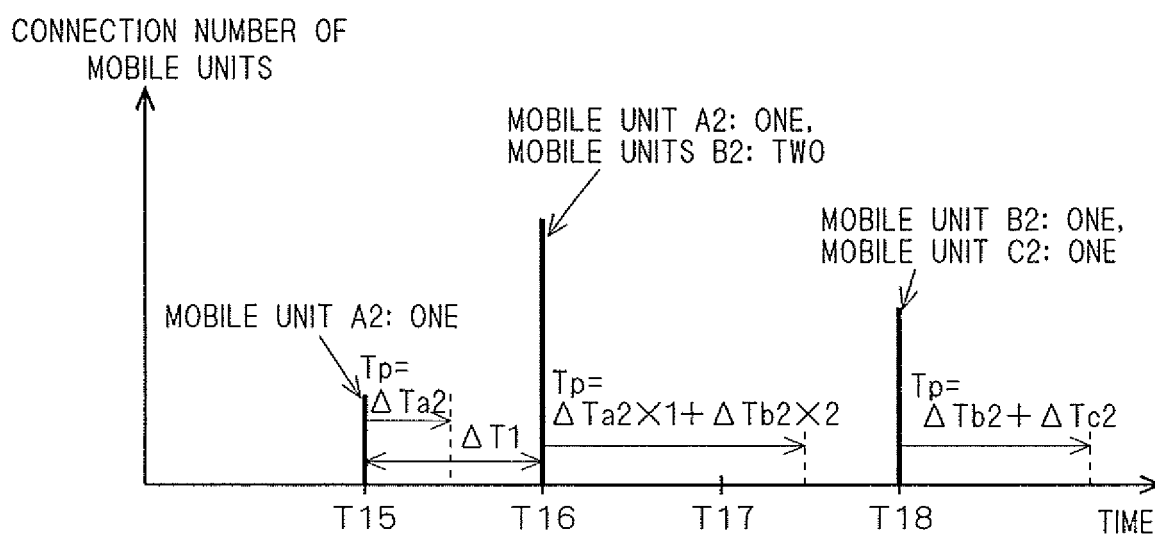 CONNECTION NUMBER OF
MOBILE UNITS
MOBILE UNIT A2: ONE,
MOBILE UNITS B2: TWO
MOBILE UNIT B2: ONE,
MOBILE UNIT C2: ONE
MOBILE UNIT A2: ONE
Tp=
ΔTa2
ΔT1
Tp=
ΔTa2×1+ΔTb2×2
Tp=
ΔTb2+ΔTc2
T15
T16
T17
T18
TIME